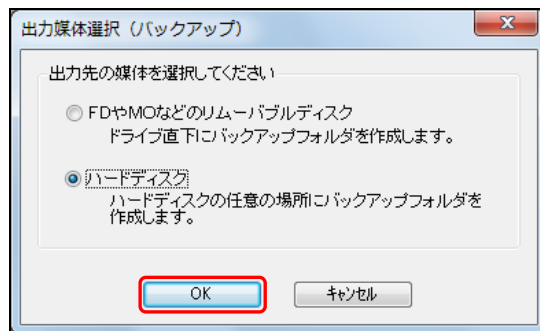 出力媒体選択（バックアップ）
出力先の媒体を選択してください
FDやMOなどのリムーバブルディスク
ドライブ直下にバックアップフォルダを作成します。
ハードディスク
ハードディスクの任意の場所にバックアップフォルダを
作成します。
OK
キャンセル